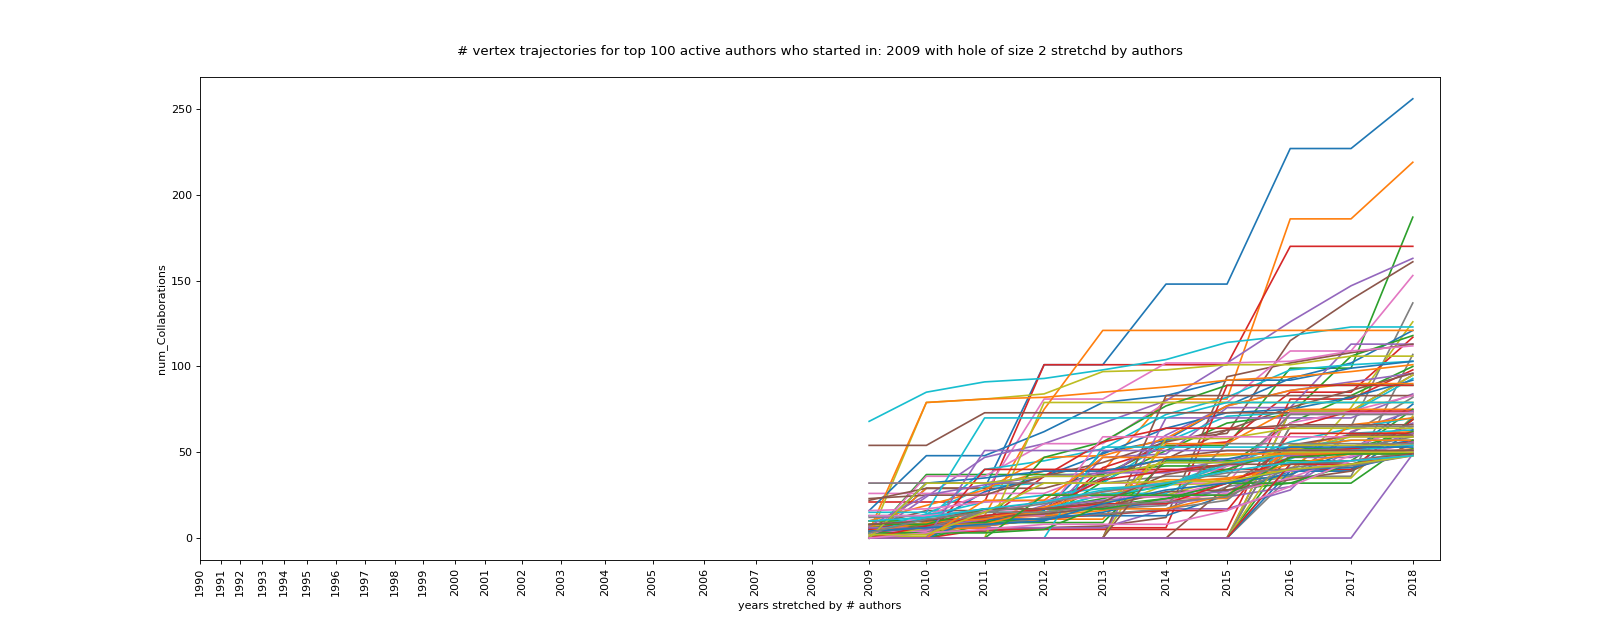 # vertex trajectories for top 100 active authors who started in: 2009 with hole of size 2 stretchd by authors
num_Collaborations
250
200
150
100
50
0
1990 1991 1992 1993 1994 1995 1996 1997 1998 1999 2000 2001 2002 2003 2004 2005 2006 2007 2008 2009 2010 2011 2012 2013 2014 2015 2016 2017 2018
years stretched by # authors